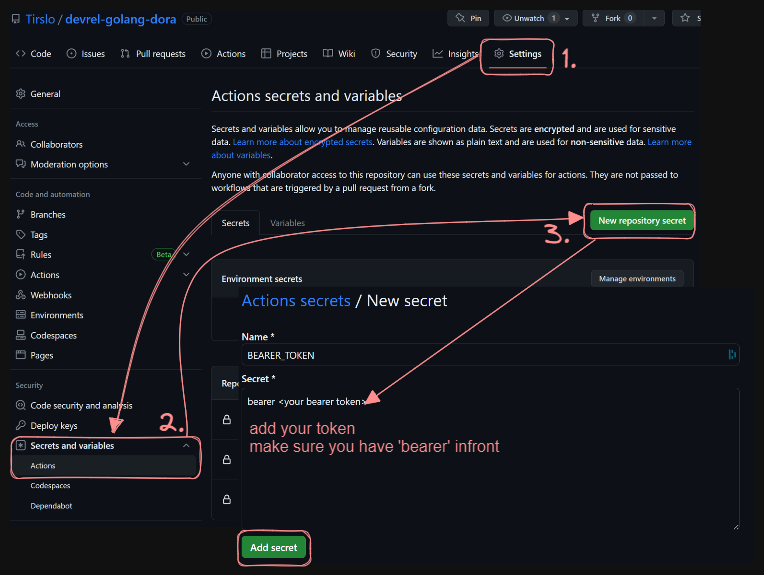 Tirslo / devrel-golang-dora Public
Pin Unwatch 1 Fork 0 S
Code Issues Pull requests Actions Projects Wiki Security Insights Settings 1.
General
Access
Collaborators
Moderation options
Code and automation
Branches
Tags
Rules Beta
Actions
Webhooks
Environments
Codespaces
Pages
Security
Code security and analysis
Deploy keys
2.
Secrets and variables
Actions
Codespaces
Dependabot
Actions secrets and variables
Secrets and variables allow you to manage reusable configuration data. Secrets are encrypted and are used for sensitive
data. Learn more about encrypted secrets. Variables are shown as plain text and are used for non-sensitive data. Learn more
about variables.
Anyone with collaborator access to this repository can use these secrets and variables for actions. They are not passed to
workflows that are triggered by a pull request from a fork.
Secrets Variables
3.
New repository secret
Environment secrets Manage environments
Repo
Actions secrets / New secret
Name *
BEARER_TOKEN
Secret *
bearer <your bearer token>
add your token
make sure you have 'bearer' infront
Add secret